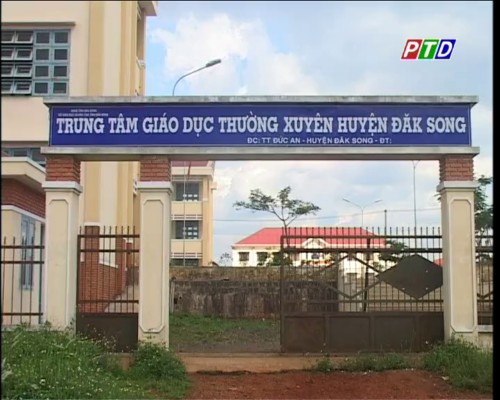 PTD
TRUNG TÂM GIÁO DỤC THƯỜNG XUYÊN HUYỆN ĐĂK SONG
ĐC: TT ĐỨC AN - HUYỆN ĐĂK SONG - ĐT: